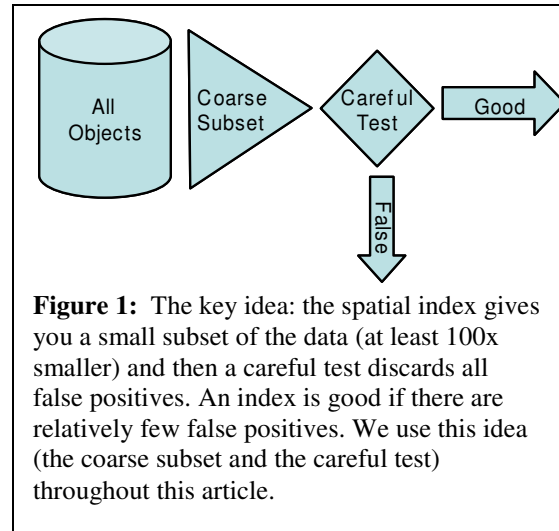 All
Objects
Coarse
Subset
Careful
Test
Good
False
Figure 1: The key idea: the spatial index gives
you a small subset of the data (at least 100x
smaller) and then a careful test discards all
false positives. An index is good if there are
relatively few false positives. We use this idea
(the coarse subset and the careful test)
throughout this article.